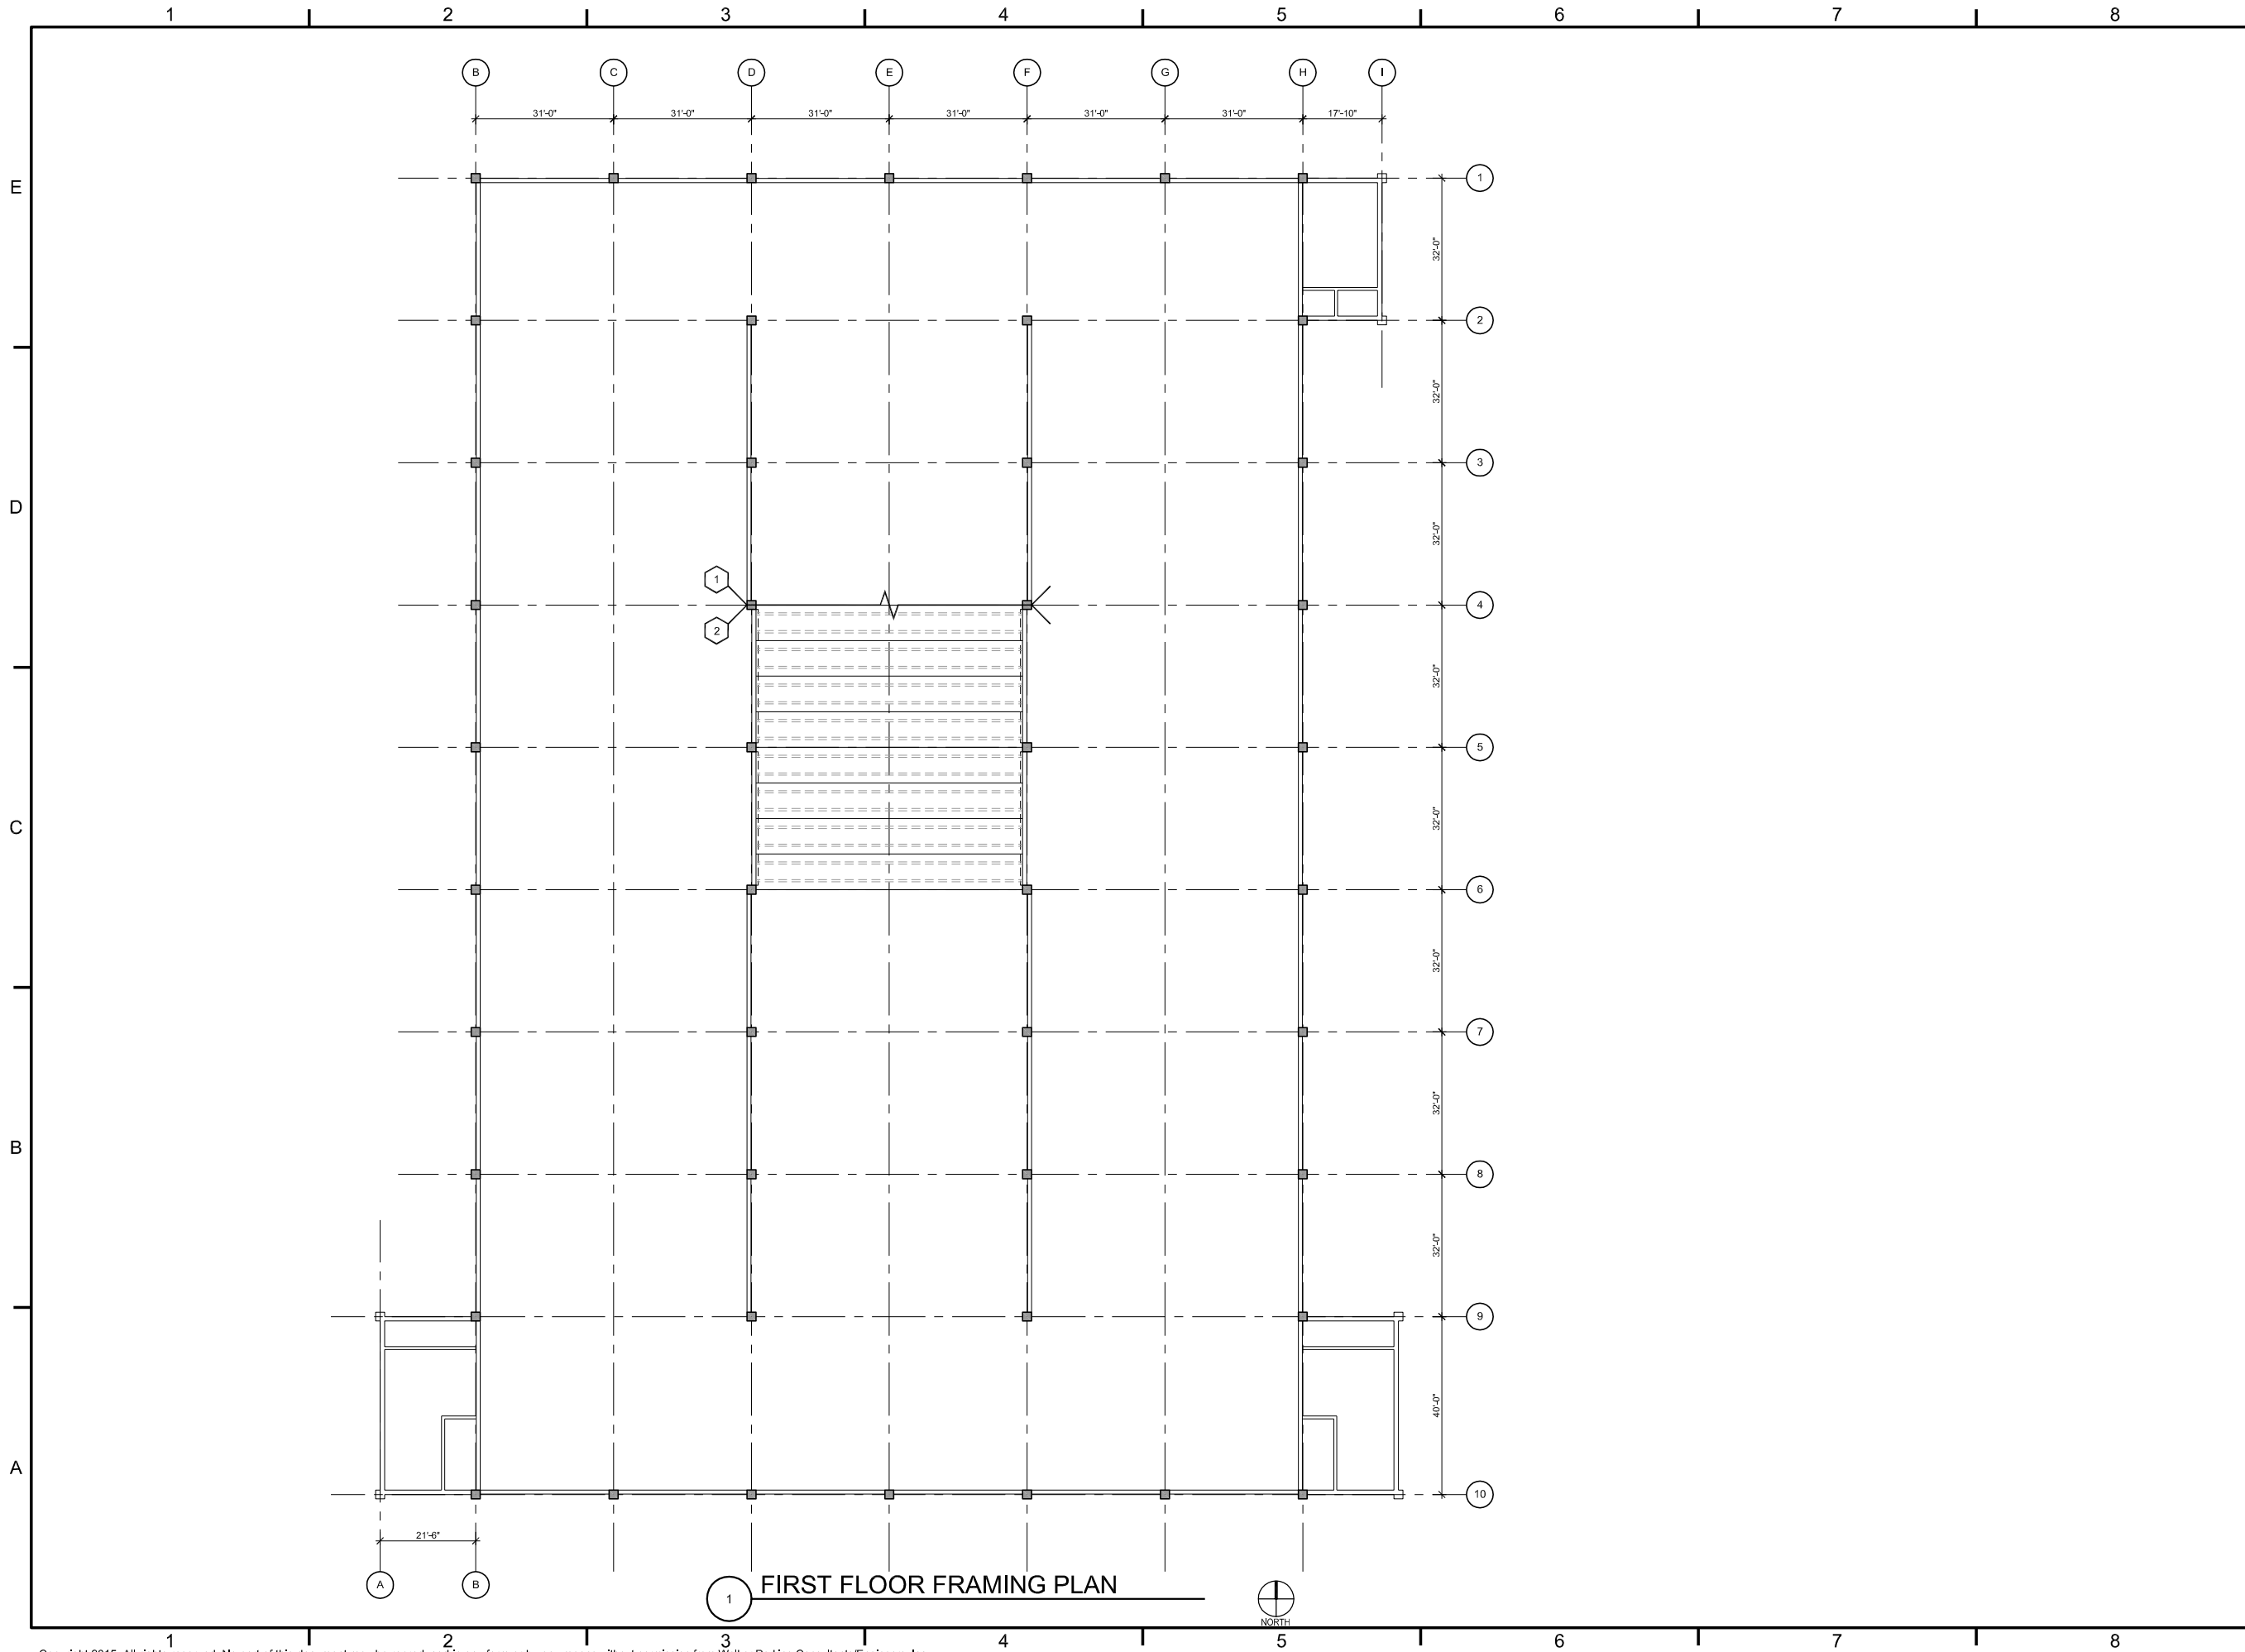 1 2 3 4 5 6 7 8
B C D E F G H I
31'-0" 31'-0" 31'-0" 31'-0" 31'-0" 31'-0" 17'-10"
E
1
32'-0"
2
32'-0"
3
D
32'-0"
1
4
2
32'-0"
5
C
32'-0"
6
32'-0"
7
B
32'-0"
8
32'-0"
9
40'-0"
A
10
21'-6"
A B
1 FIRST FLOOR FRAMING PLAN
NORTH
1 2 3 4 5 6 7 8